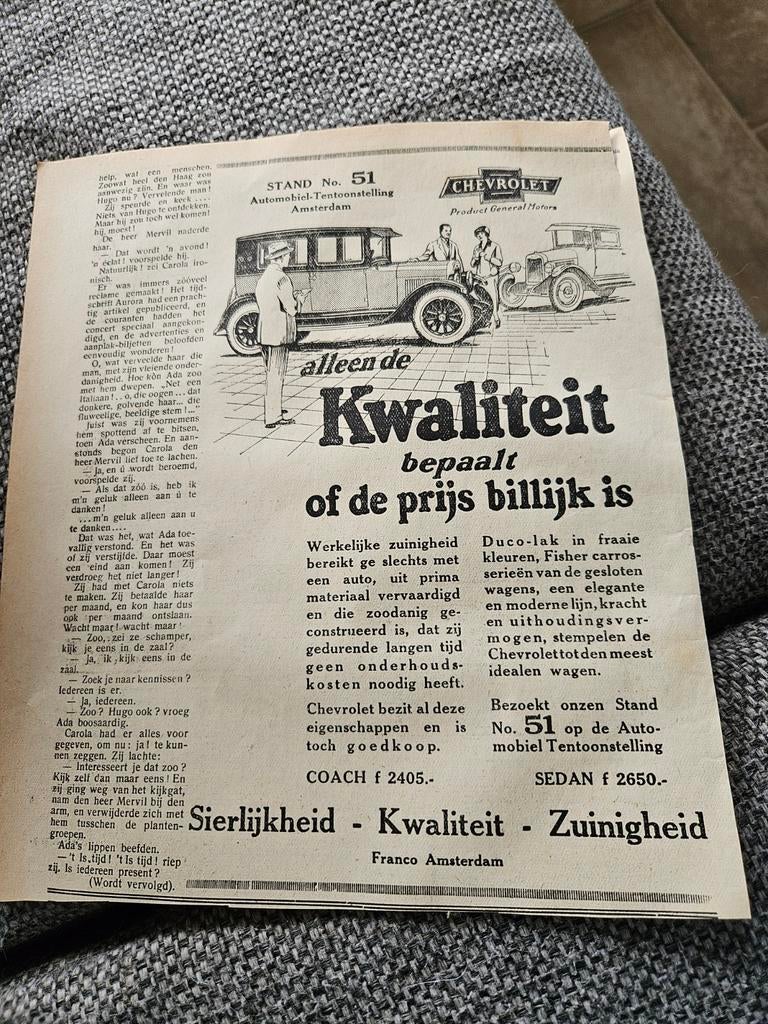 help, wat een menschen.
Zoowat heel den Haag zou
aanwezig zijn. En waar was
Hugo nu? Vervelende man!
Zij speurde en keek ....
Niets van Hugo te ontdekken.
Maar hij zou toch wel komen!
hij, moest!
De heer Mervil naderde
haar.
— Dat wordt 'n avond!
'n éclat! voorspelde hij.
Natuurlijk! zei Carola iro-
nisch.
Er was immers zóóveel
reclame gemaakt! Het tijd-
schrift Aurora had een prach-
tig artikel gepubliceerd, en
de couranten hadden het
concert speciaal aangekon-
digd, en de advertenties en
aanplak-biljetten beloofden
eenvoudig wonderen!
O, wat verveelde haar die
man, met zijn vleiende onder-
danigheid. Hoe kòn Ada zoo
met hem dwepen. „Net een
Italiaan!.. o, die oogen... dat
donkere, golvende haar... die
fluweelige, beeldige stem!..."
Juist was zij voornemens
hem spottend af te bitsen,
toen Ada verscheen. En aan-
stonds begon Carola den
heer Mervil lief toe te lachen.
— Ja, en ú wordt beroemd,
voorspelde zij.
— Als dat zóó is, heb ik
m'n geluk alleen aan ú te
danken!
...m'n geluk alleen aan u
te danken....
Dat was het, wat Ada toe-
vallig verstond. En het was
of zij verstijfde. Daar moest
een eind aan komen! Zij
verdroeg het niet langer!
Zij had met Carola niets
te maken. Zij betaalde haar
per maand, en kon haar dus
ook per maand ontslaan.
Wacht maar! wacht maar!
— Zoo, zei ze schamper,
kijk je eens in de zaal?
— Ja, ik kijk eens in de
zaal....
— Zoek je naar kennissen?
Iedereen is er.
— Ja, iedereen.
— Zoo? Hugo ook? vroeg
Ada boosaardig.
Carola had er alles voor
gegeven, om nu: ja! te kun-
nen zeggen. Zij lachte:
— Interesseert je dat zoo?
Kijk zelf dan maar eens! En
zij ging weg van het kijkgat,
nam den heer Mervil bij den
arm, en verwijderde zich met
hem tusschen de planten-
groepen.
Ada's lippen beefden.
— 't Is tijd! 't Is tijd! riep
zij. Is iedereen present?
(Wordt vervolgd).
STAND No. 51
Automobiel-Tentoonstelling
Amsterdam
CHEVROLET
Product General Motors
alleen de
Kwaliteit
bepaalt
of de prijs billijk is
Werkelijke zuinigheid
bereikt ge slechts met
een auto, uit prima
materiaal vervaardigd
en die zoodanig ge-
construeerd is, dat zij
gedurende langen tijd
geen onderhouds-
kosten noodig heeft.
Chevrolet bezit al deze
eigenschappen en is
toch goedkoop.
COACH f 2405.-
Duco-lak in fraaie
kleuren, Fisher carros-
serieën van de gesloten
wagens, een elegante
en moderne lijn, kracht
en uithoudingsver-
mogen, stempelen de
Chevrolet tot den meest
idealen wagen.
Bezoekt onzen Stand
No. 51 op de Auto-
mobiel Tentoonstelling
SEDAN f 2650.-
Sierlijkheid - Kwaliteit - Zuinigheid
Franco Amsterdam